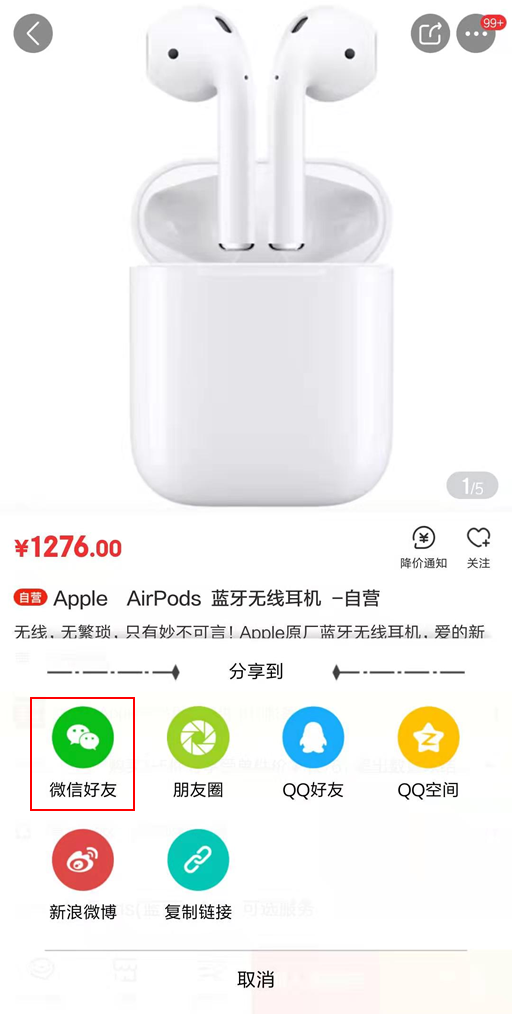 99+
1/5
¥1276.00
降价通知
关注
自营 Apple AirPods 蓝牙无线耳机 -自营
无线，无繁琐，只有妙不可言！Apple原厂蓝牙无线耳机，爱的新
分享到
微信好友 朋友圈 QQ好友 QQ空间
新浪微博 复制链接
可选服务
取消